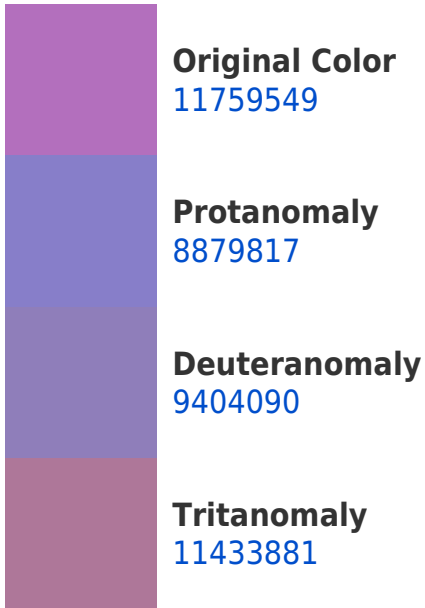 Original Color
11759549
Protanomaly
8879817
Deuteranomaly
9404090
Tritanomaly
11433881